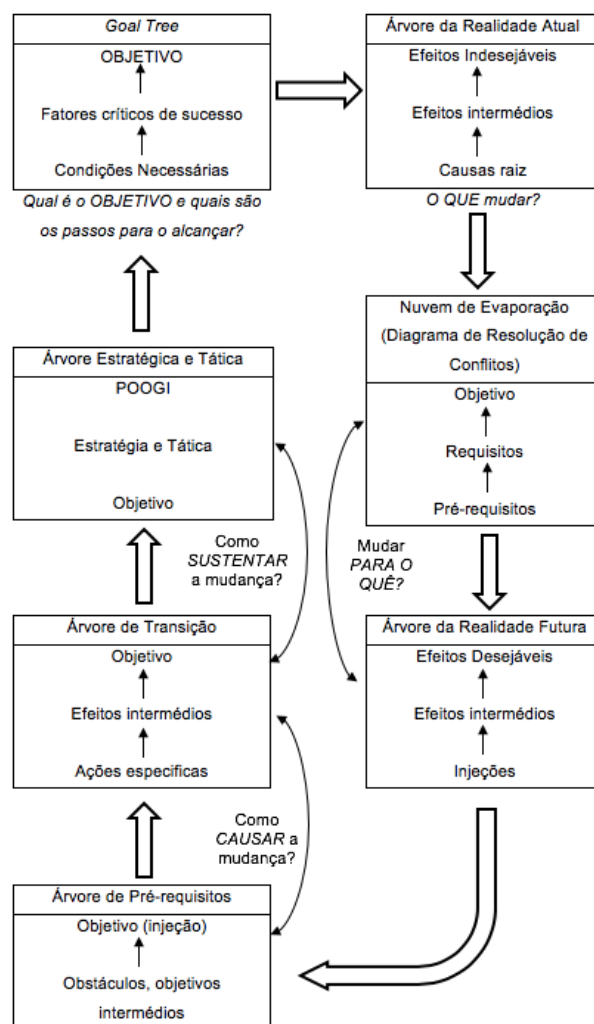 Goal Tree
OBJETIVO
Fatores críticos de sucesso
Condições Necessárias
Qual é o OBJETIVO e quais são
os passos para o alcançar?
Árvore da Realidade Atual
Efeitos Indesejáveis
Efeitos intermédios
Causas raiz
O QUE mudar?
Nuvem de Evaporação
(Diagrama de Resolução de
Conflitos)
Objetivo
Requisitos
Pré-requisitos
Mudar
PARA O
QUÊ?
Árvore da Realidade Futura
Efeitos Desejáveis
Efeitos intermédios
Injeções
Árvore de Pré-requisitos
Objetivo (injeção)
Obstáculos, objetivos
intermédios
Como
CAUSAR a
mudança?
Árvore de Transição
Objetivo
Efeitos intermédios
Ações especificas
Como
SUSTENTAR
a mudança?
Árvore Estratégica e Tática
POOGI
Estratégia e Tática
Objetivo